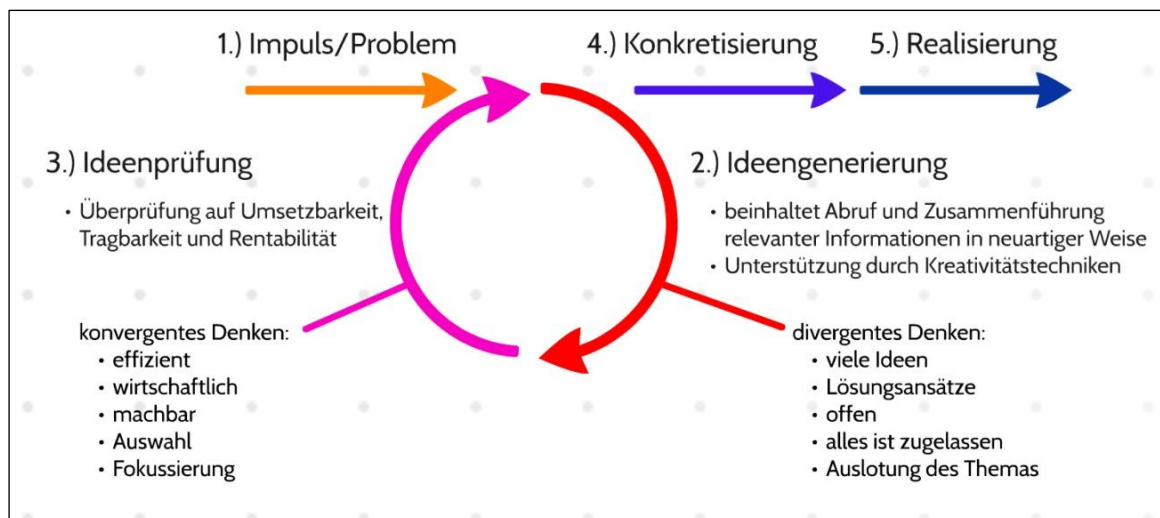 1.) Impuls/Problem
4.) Konkretisierung
5.) Realisierung
3.) Ideenprüfung
• Überprüfung auf Umsetzbarkeit,
Tragbarkeit und Rentabilität
2.) Ideengenerierung
• beinhaltet Abruf und Zusammenführung
relevanter Informationen in neuartiger Weise
• Unterstützung durch Kreativitätstechniken
konvergentes Denken:
• effizient
• wirtschaftlich
• machbar
• Auswahl
• Fokussierung
divergentes Denken:
• viele Ideen
• Lösungsansätze
• offen
• alles ist zugelassen
• Auslotung des Themas